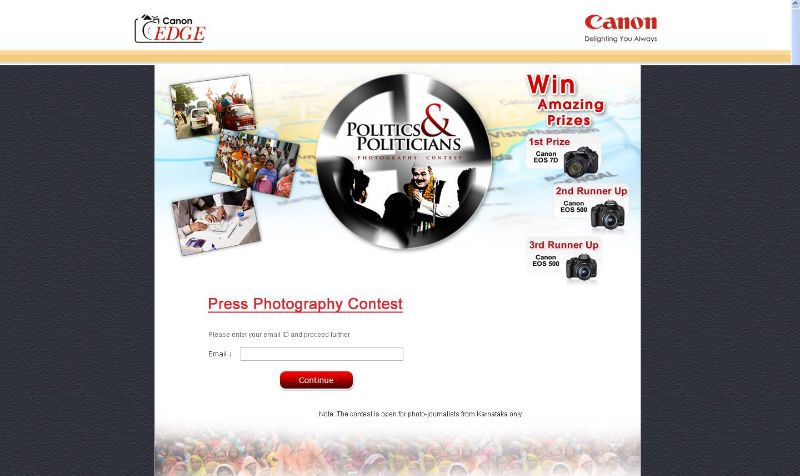 Canon
EDGE
Canon
Delighting You Always
POLITICS &
POLITICIANS
PHOTOGRAPHY CONTEST
Win
Amazing
Prizes
1st Prize
Canon
EOS 7D
2nd Runner Up
Canon
EOS 500
3rd Runner Up
Canon
EOS 500
Press Photography Contest
Please enter your email ID and proceed further
Email :
Continue
Note: The contest is open for photo-journalists from Karnataka only